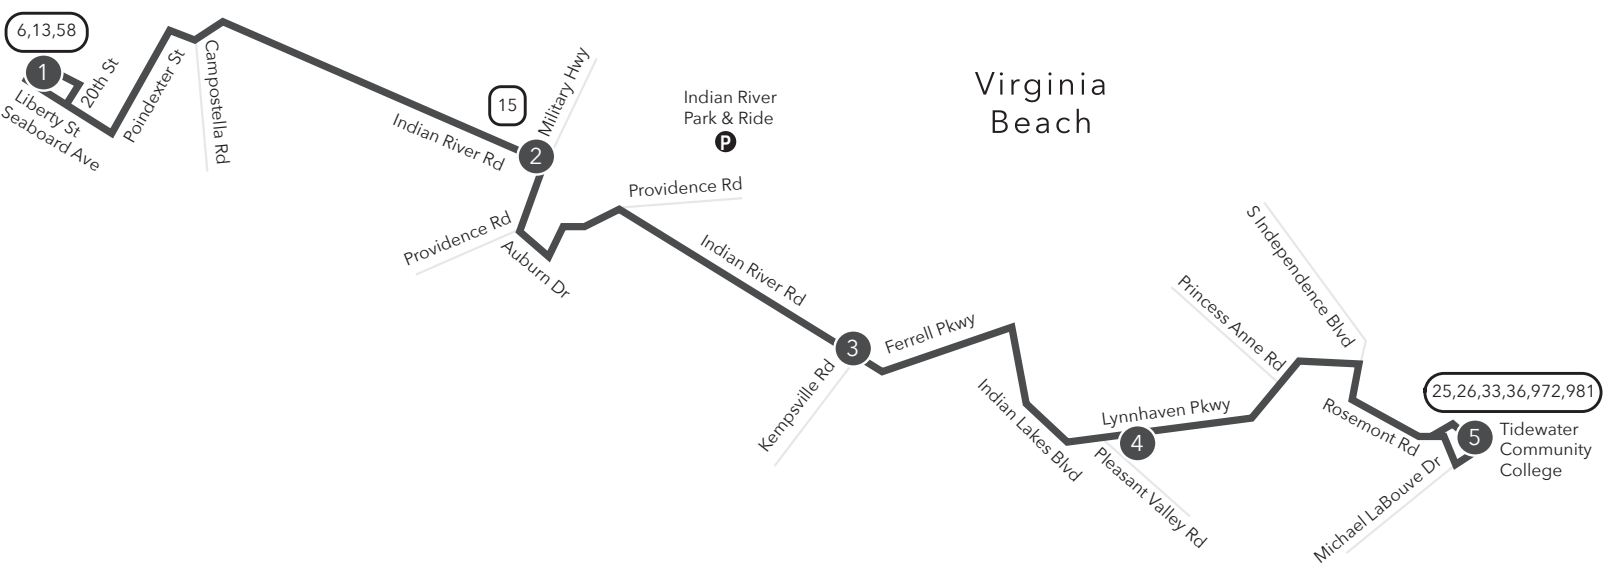 6,13,58
1
20th St
Liberty St
Seaboard Ave
Poindexter St
Campostella Rd
Indian River Rd
15
Military Hwy
2
Indian River
Park & Ride
P
Virginia
Beach
Providence Rd
Providence Rd
Auburn Dr
Indian River Rd
3
Kempsville Rd
Ferrell Pkwy
Indian Lakes Blvd
Lynnhaven Pkwy
4
Pleasant Valley Rd
Princess Anne Rd
S Independence Blvd
Rosemont Rd
25,26,33,36,972,981
5
Tidewater
Community
College
Michael LaBouve Dr